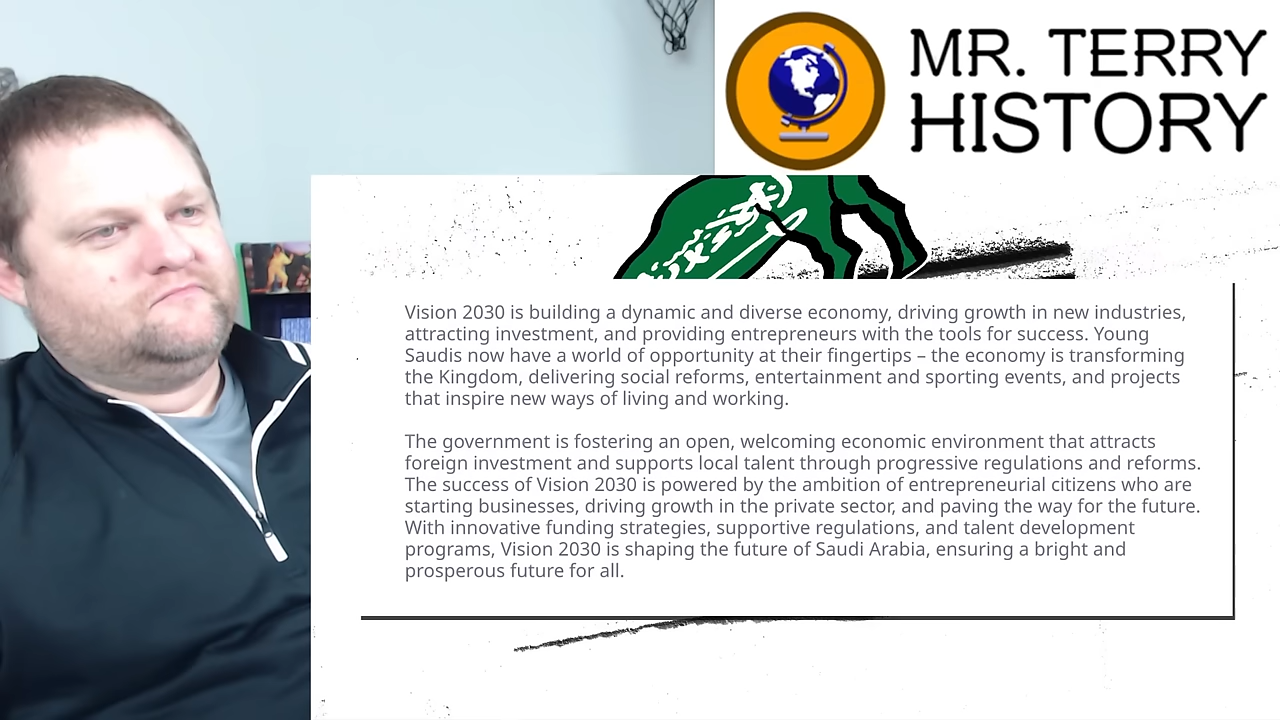 MR. TERRY
HISTORY
Vision 2030 is building a dynamic and diverse economy, driving growth in new industries,
attracting investment, and providing entrepreneurs with the tools for success. Young
Saudis now have a world of opportunity at their fingertips – the economy is transforming
the Kingdom, delivering social reforms, entertainment and sporting events, and projects
that inspire new ways of living and working.
The government is fostering an open, welcoming economic environment that attracts
foreign investment and supports local talent through progressive regulations and reforms.
The success of Vision 2030 is powered by the ambition of entrepreneurial citizens who are
starting businesses, driving growth in the private sector, and paving the way for the future.
With innovative funding strategies, supportive regulations, and talent development
programs, Vision 2030 is shaping the future of Saudi Arabia, ensuring a bright and
prosperous future for all.